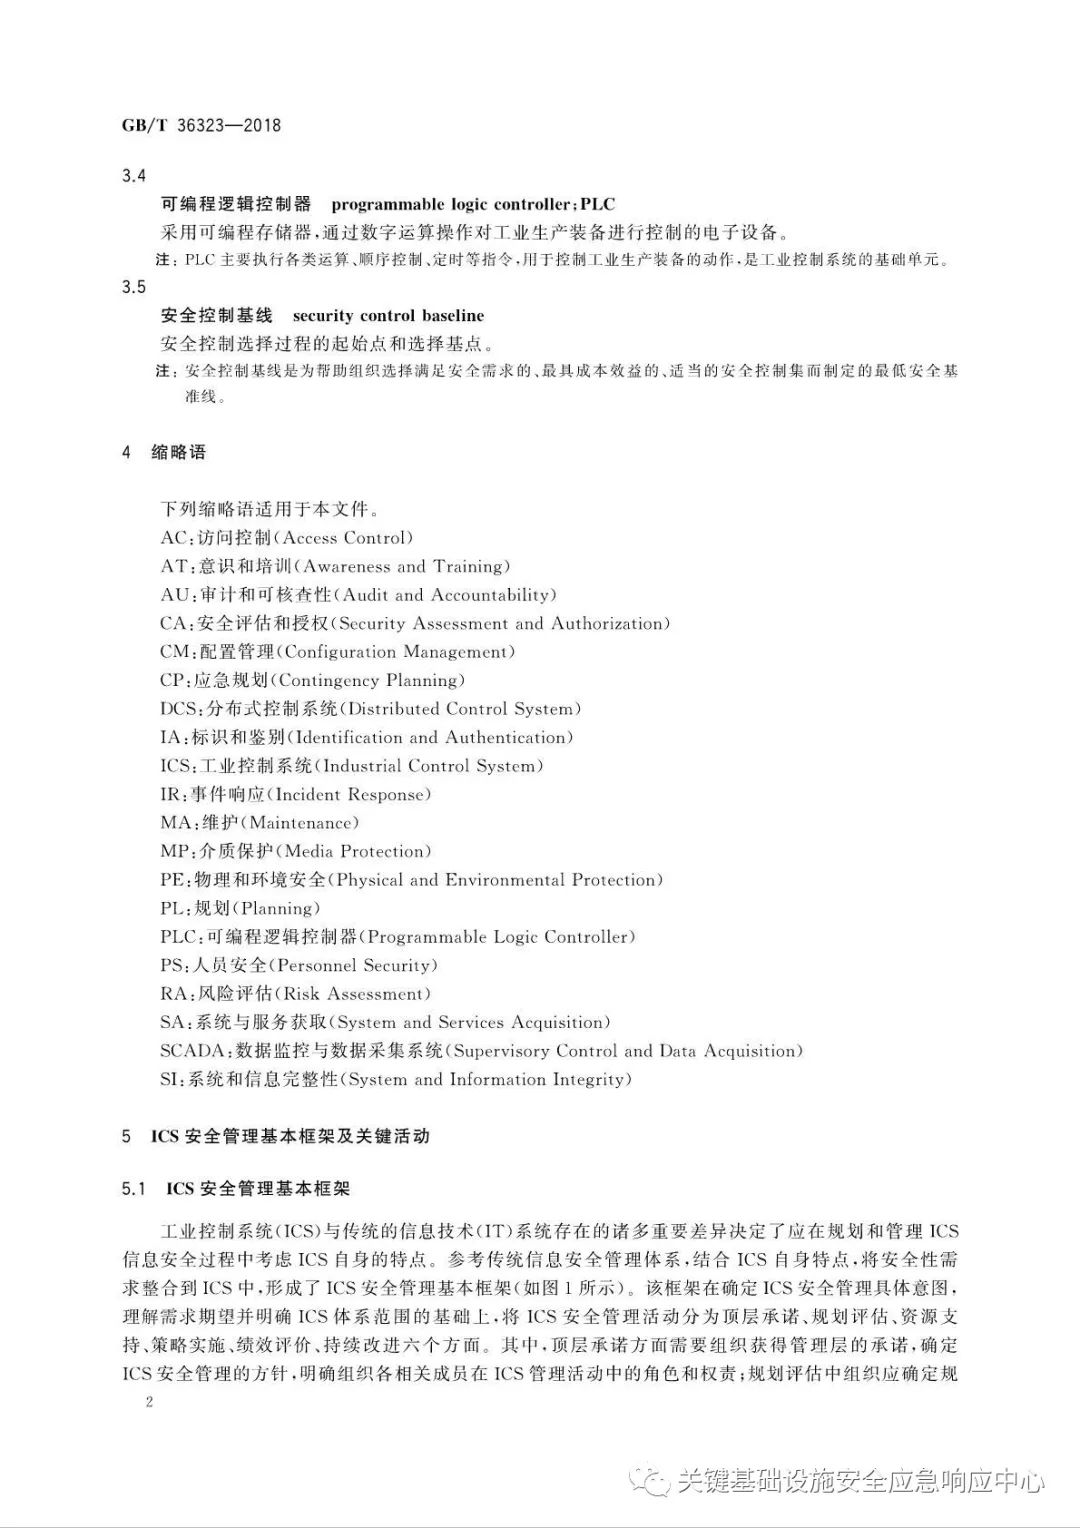 GB/T 36323—2018
3.4
可编程逻辑控制器 programmable logic controller;PLC
采用可编程存储器,通过数字运算操作对工业生产装备进行控制的电子设备。
注：PLC主要执行各类运算、顺序控制、定时等指令,用于控制工业生产装备的动作,是工业控制系统的基础单元。
3.5
安全控制基线 security control baseline
安全控制选择过程的起始点和选择基点。
注：安全控制基线是为帮助组织选择满足安全需求的、最具成本效益的、适当的安全控制集而制定的最低安全基
准线。
4 缩略语
下列缩略语适用于本文件。
AC:访问控制(Access Control)
AT:意识和培训(Awareness and Training)
AU:审计和可核查性(Audit and Accountability)
CA:安全评估和授权(Security Assessment and Authorization)
CM:配置管理(Configuration Management)
CP:应急规划(Contingency Planning)
DCS:分布式控制系统(Distributed Control System)
IA:标识和鉴别(Identification and Authentication)
ICS:工业控制系统(Industrial Control System)
IR:事件响应(Incident Response)
MA:维护(Maintenance)
MP:介质保护(Media Protection)
PE:物理和环境安全(Physical and Environmental Protection)
PL:规划(Planning)
PLC:可编程逻辑控制器(Programmable Logic Controller)
PS:人员安全(Personnel Security)
RA:风险评估(Risk Assessment)
SA:系统与服务获取(System and Services Acquisition)
SCADA:数据监控与数据采集系统(Supervisory Control and Data Acquisition)
SI:系统和信息完整性(System and Information Integrity)
5 ICS安全管理基本框架及关键活动
5.1 ICS安全管理基本框架
工业控制系统(ICS)与传统的信息技术(IT)系统存在的诸多重要差异决定了应在规划和管理ICS
信息安全过程中考虑ICS自身的特点。参考传统信息安全管理体系,结合ICS自身特点,将安全性需
求整合到ICS中,形成了ICS安全管理基本框架(如图1所示)。该框架在确定ICS安全管理具体意图,
理解需求期望并明确ICS体系范围的基础上,将ICS安全管理活动分为顶层承诺、规划评估、资源支
持、策略实施、绩效评价、持续改进六个方面。其中,顶层承诺方面需要组织获得管理层的承诺,确定
ICS安全管理的方针,明确组织各相关成员在ICS管理活动中的角色和权责;规划评估中组织应确定规
2
关键基础设施安全应急响应中心